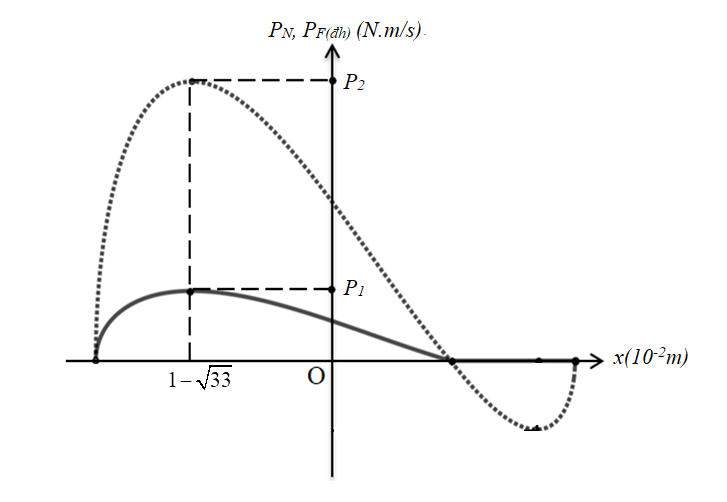 P_N, P_F(đh) (N.m/s)
P_2
P_1
O
x(10^-2m)
1−√33